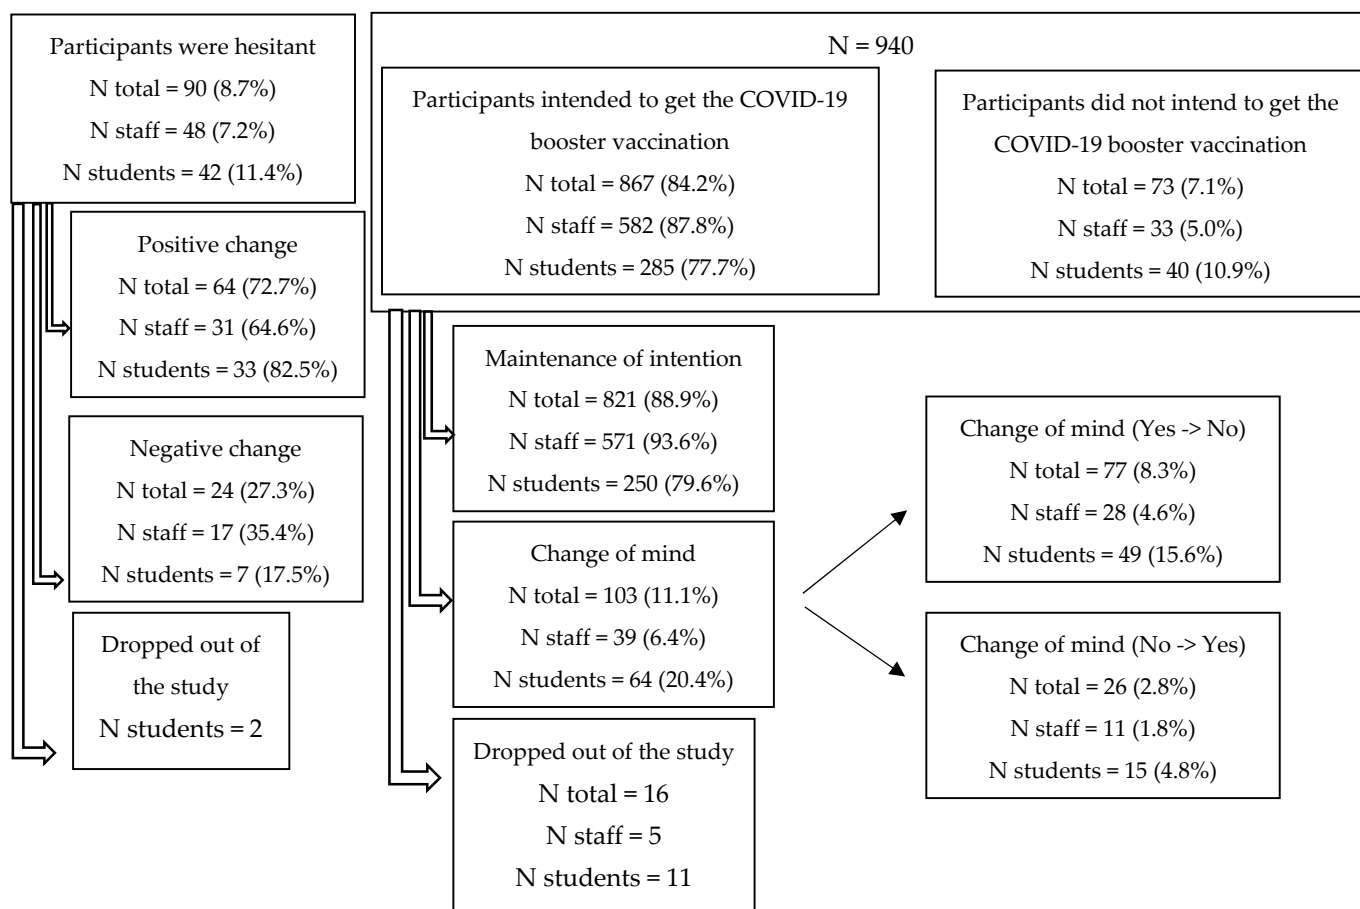 Participants were hesitant
N total = 90 (8.7%)
N staff = 48 (7.2%)
N students = 42 (11.4%)
N = 940
Participants intended to get the COVID-19
booster vaccination
N total = 867 (84.2%)
N staff = 582 (87.8%)
N students = 285 (77.7%)
Participants did not intend to get the
COVID-19 booster vaccination
N total = 73 (7.1%)
N staff = 33 (5.0%)
N students = 40 (10.9%)
Positive change
N total = 64 (72.7%)
N staff = 31 (64.6%)
N students = 33 (82.5%)
Negative change
N total = 24 (27.3%)
N staff = 17 (35.4%)
N students = 7 (17.5%)
Dropped out of
the study
N students = 2
Maintenance of intention
N total = 821 (88.9%)
N staff = 571 (93.6%)
N students = 250 (79.6%)
Change of mind
N total = 103 (11.1%)
N staff = 39 (6.4%)
N students = 64 (20.4%)
Dropped out of the study
N total = 16
N staff = 5
N students = 11
Change of mind (Yes -> No)
N total = 77 (8.3%)
N staff = 28 (4.6%)
N students = 49 (15.6%)
Change of mind (No -> Yes)
N total = 26 (2.8%)
N staff = 11 (1.8%)
N students = 15 (4.8%)